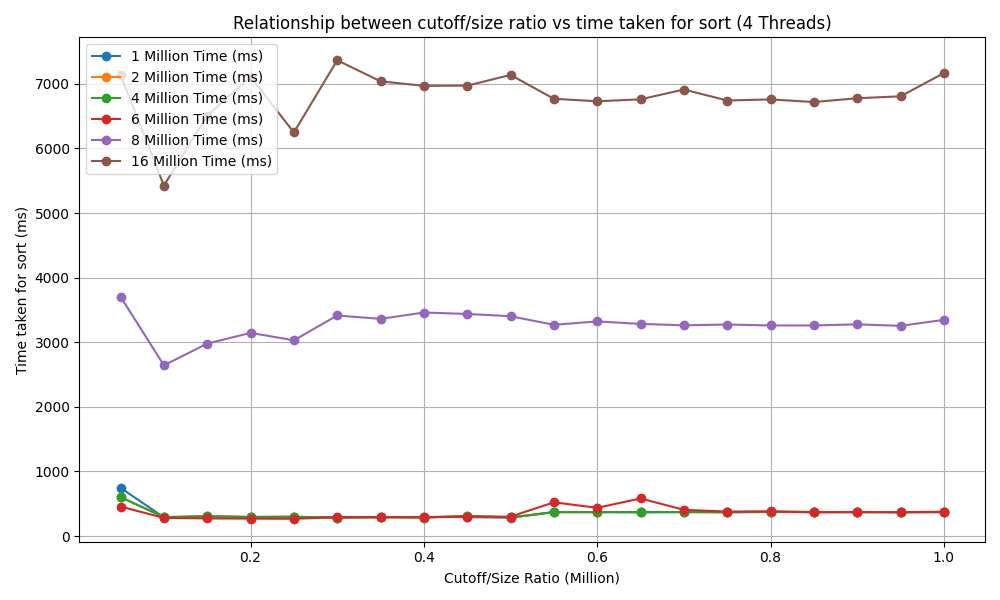 Relationship between cutoff/size ratio vs time taken for sort (4 Threads)
1 Million Time (ms)
2 Million Time (ms)
4 Million Time (ms)
6 Million Time (ms)
8 Million Time (ms)
16 Million Time (ms)
Time taken for sort (ms)
7000
6000
5000
4000
3000
2000
1000
0
0.2
0.4
0.6
0.8
1.0
Cutoff/Size Ratio (Million)